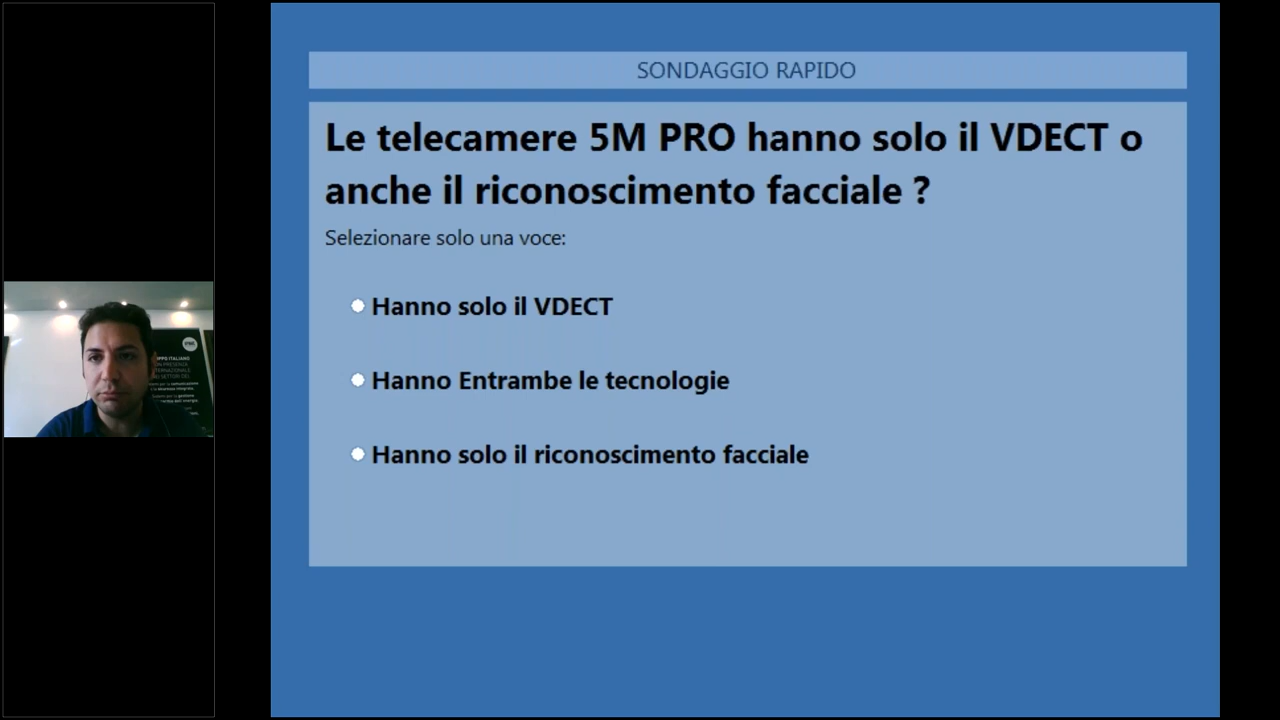 SONDAGGIO RAPIDO
Le telecamere 5M PRO hanno solo il VDECT o
anche il riconoscimento facciale ?
Selezionare solo una voce:
Hanno solo il VDECT
Hanno Entrambe le tecnologie
Hanno solo il riconoscimento facciale